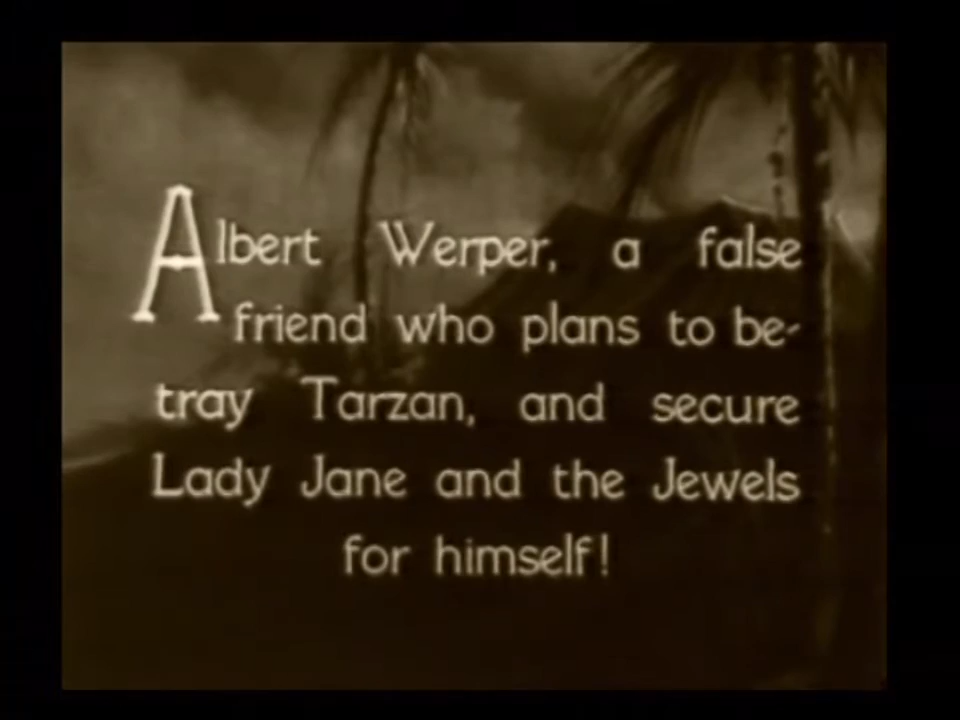 Albert Werper, a false
friend who plans to be-
tray Tarzan, and secure
Lady Jane and the Jewels
for himself!